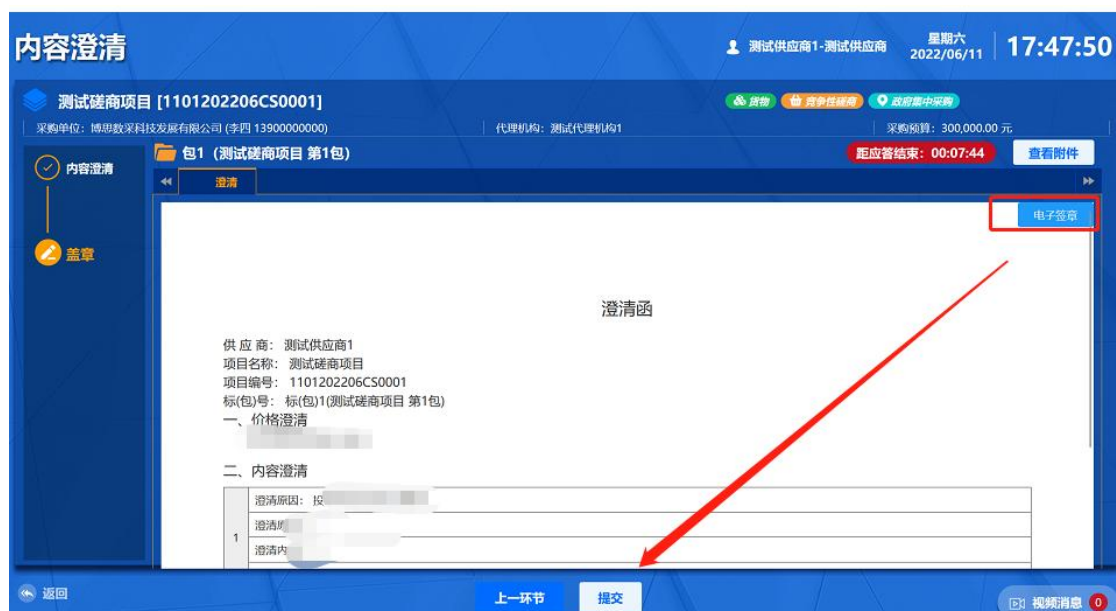 内容澄清
测试供应商1-测试供应商
星期六
2022/06/11
17:47:50
测试磋商项目 [1101202206CS0001]
货物
竞争性磋商
政府集中采购
采购单位：博思数采科技发展有限公司 (李四 13900000000)
代理机构：测试代理机构1
采购预算：300,000.00 元
内容澄清
盖章
包1（测试磋商项目 第1包）
距应答结束：00:07:44
查看附件
澄清
电子签章
澄清函
供 应 商： 测试供应商1
项目名称： 测试磋商项目
项目编号： 1101202206CS0001
标(包)号： 标(包)1(测试磋商项目 第1包)
一、价格澄清
二、内容澄清
1
澄清原因： 投
澄清
澄清内
返回
上一环节
提交
视频消息 0